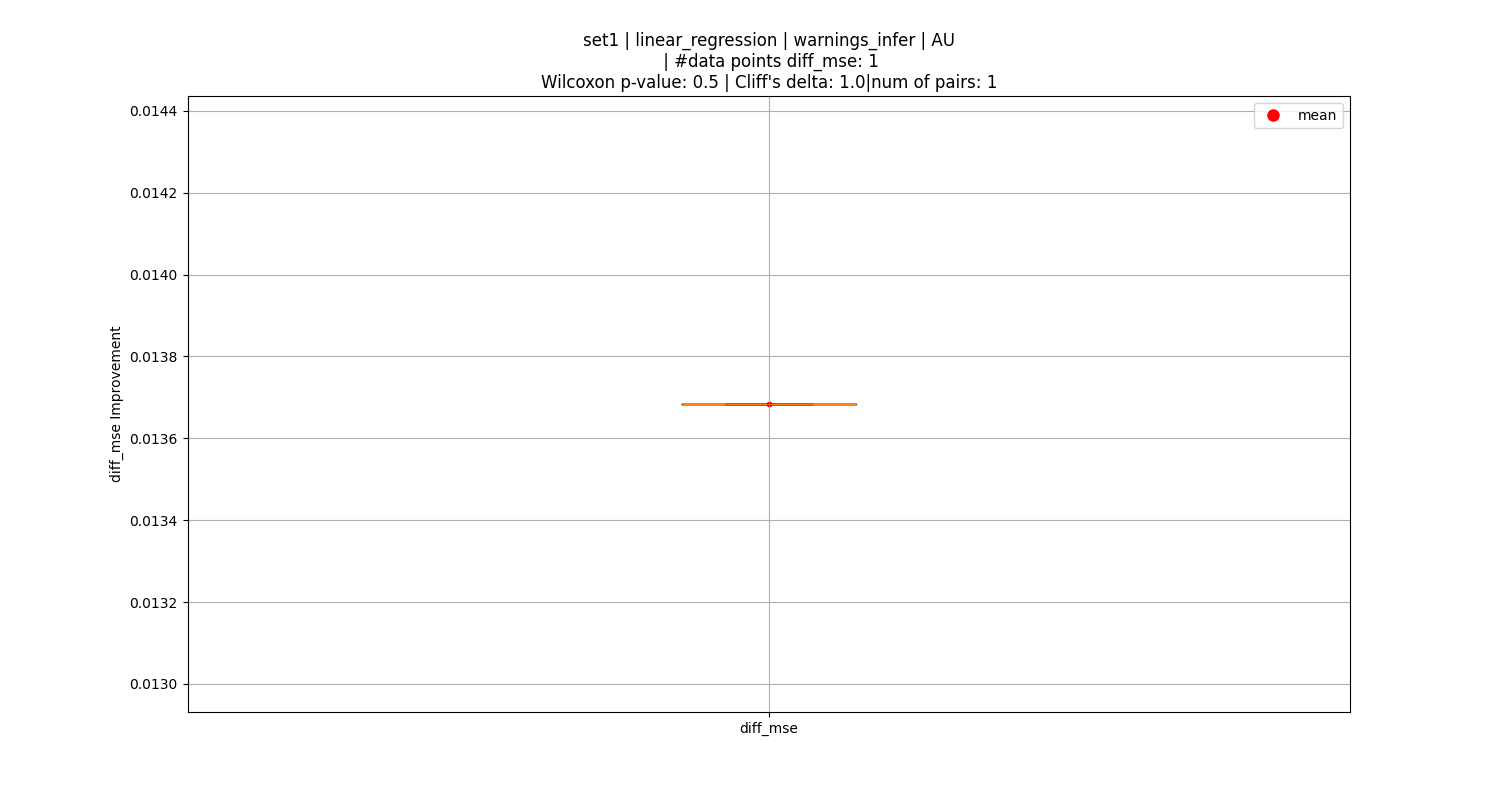 set1 | linear_regression | warnings_infer | AU
| #data points diff_mse: 1
Wilcoxon p-value: 0.5 | Cliff's delta: 1.0|num of pairs: 1
mean
0.0144
0.0142
0.0140
0.0138
0.0136
0.0134
0.0132
0.0130
diff_mse Improvement
diff_mse